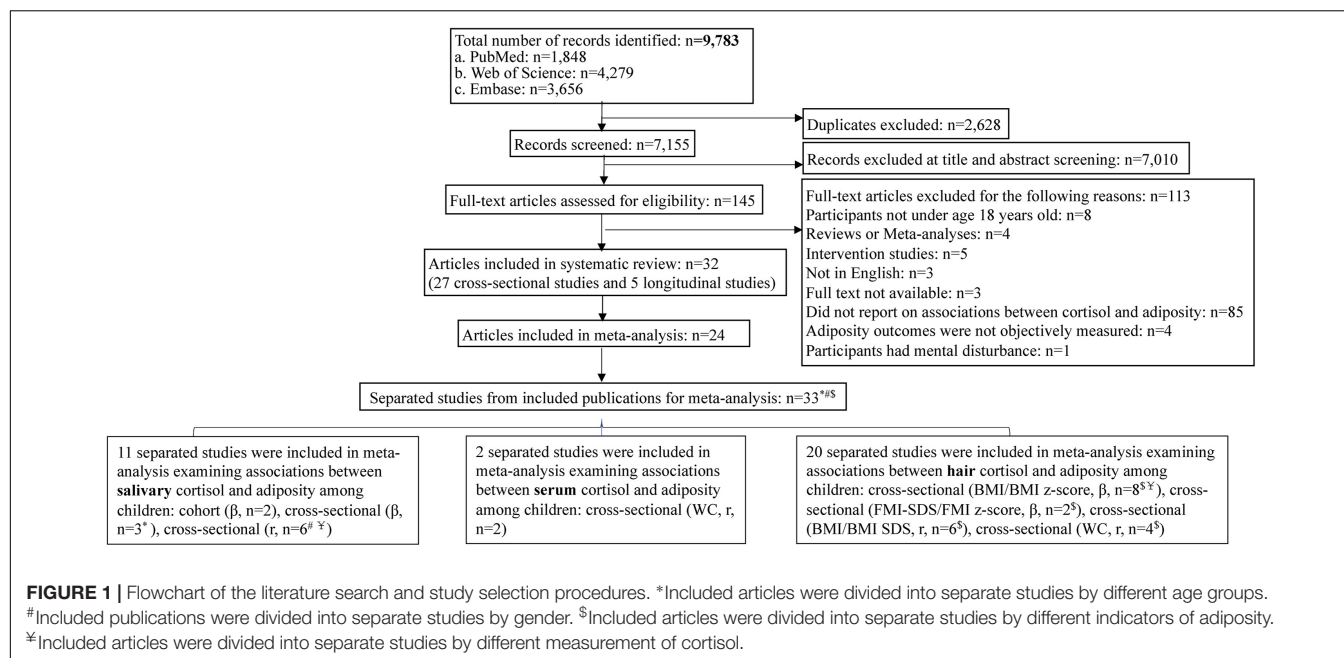 Total number of records identified: n=9,783
a. PubMed: n=1,848
b. Web of Science: n=4,279
c. Embase: n=3,656
Duplicates excluded: n=2,628
Records screened: n=7,155
Records excluded at title and abstract screening: n=7,010
Full-text articles assessed for eligibility: n=145
Full-text articles excluded for the following reasons: n=113
Participants not under age 18 years old: n=8
Reviews or Meta-analyses: n=4
Intervention studies: n=5
Not in English: n=3
Full text not available: n=3
Did not report on associations between cortisol and adiposity: n=85
Adiposity outcomes were not objectively measured: n=4
Participants had mental disturbance: n=1
Articles included in systematic review: n=32
(27 cross-sectional studies and 5 longitudinal studies)
Articles included in meta-analysis: n=24
Separated studies from included publications for meta-analysis: n=33*#$
11 separated studies were included in meta-
analysis examining associations between
salivary cortisol and adiposity among
children: cohort (β, n=2), cross-sectional (β,
n=3*), cross-sectional (r, n=6# ¥)
2 separated studies were included in
meta-analysis examining associations
between serum cortisol and adiposity
among children: cross-sectional (WC, r,
n=2)
20 separated studies were included in meta-analysis examining
associations between hair cortisol and adiposity among
children: cross-sectional (BMI/BMI z-score, β, n=8$¥), cross-
sectional (FMI-SDS/FMI z-score, β, n=2$), cross-sectional
(BMI/BMI SDS, r, n=6$), cross-sectional (WC, r, n=4$)
FIGURE 1 | Flowchart of the literature search and study selection procedures. *Included articles were divided into separate studies by different age groups.
#Included publications were divided into separate studies by gender. $Included articles were divided into separate studies by different indicators of adiposity.
¥Included articles were divided into separate studies by different measurement of cortisol.